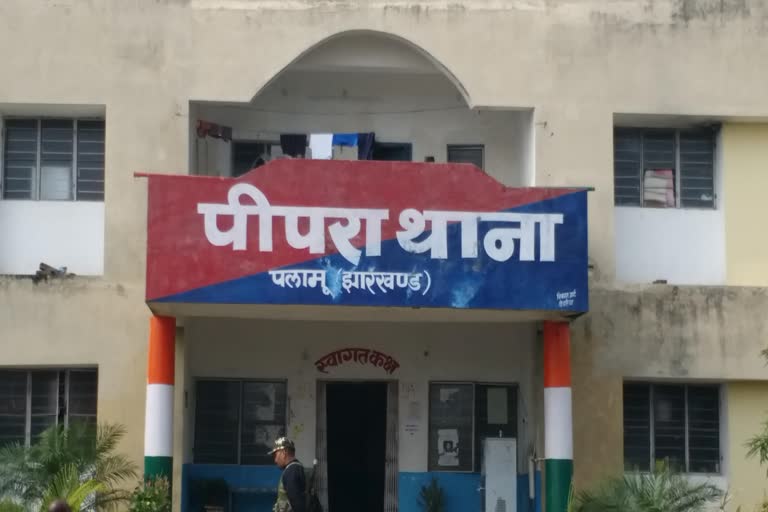 पीपरा थाना
पलामू (झारखण्ड)
स्वागत कक्ष